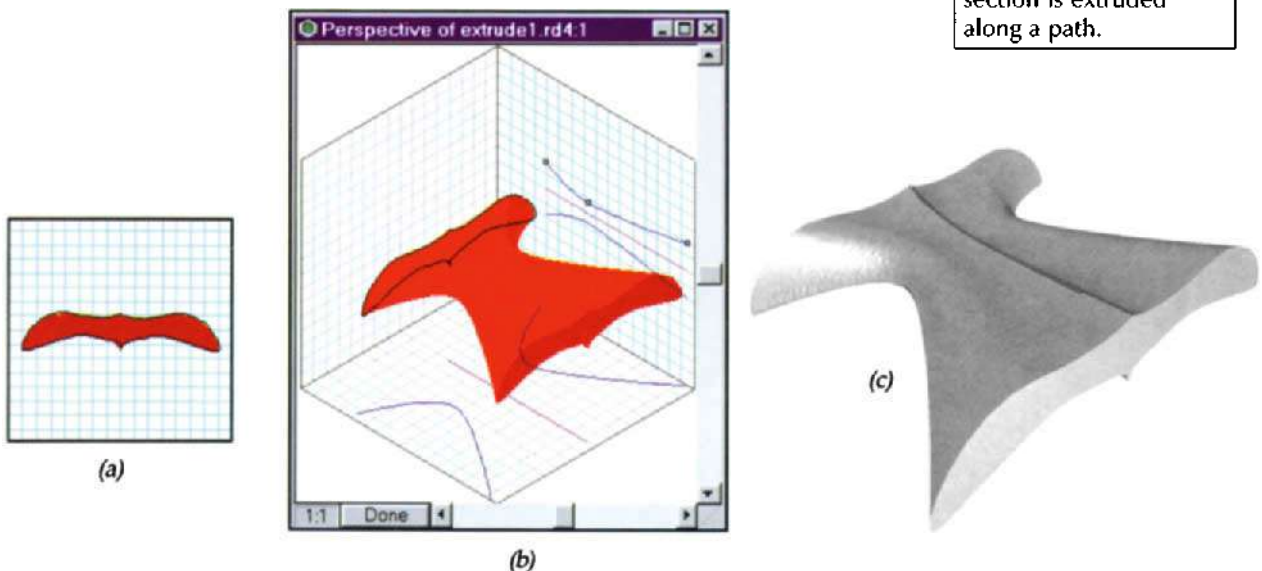 section is extruded
along a path.
Perspective of extrude1.rd4:1
(a)
(c)
1:1 Done
(b)